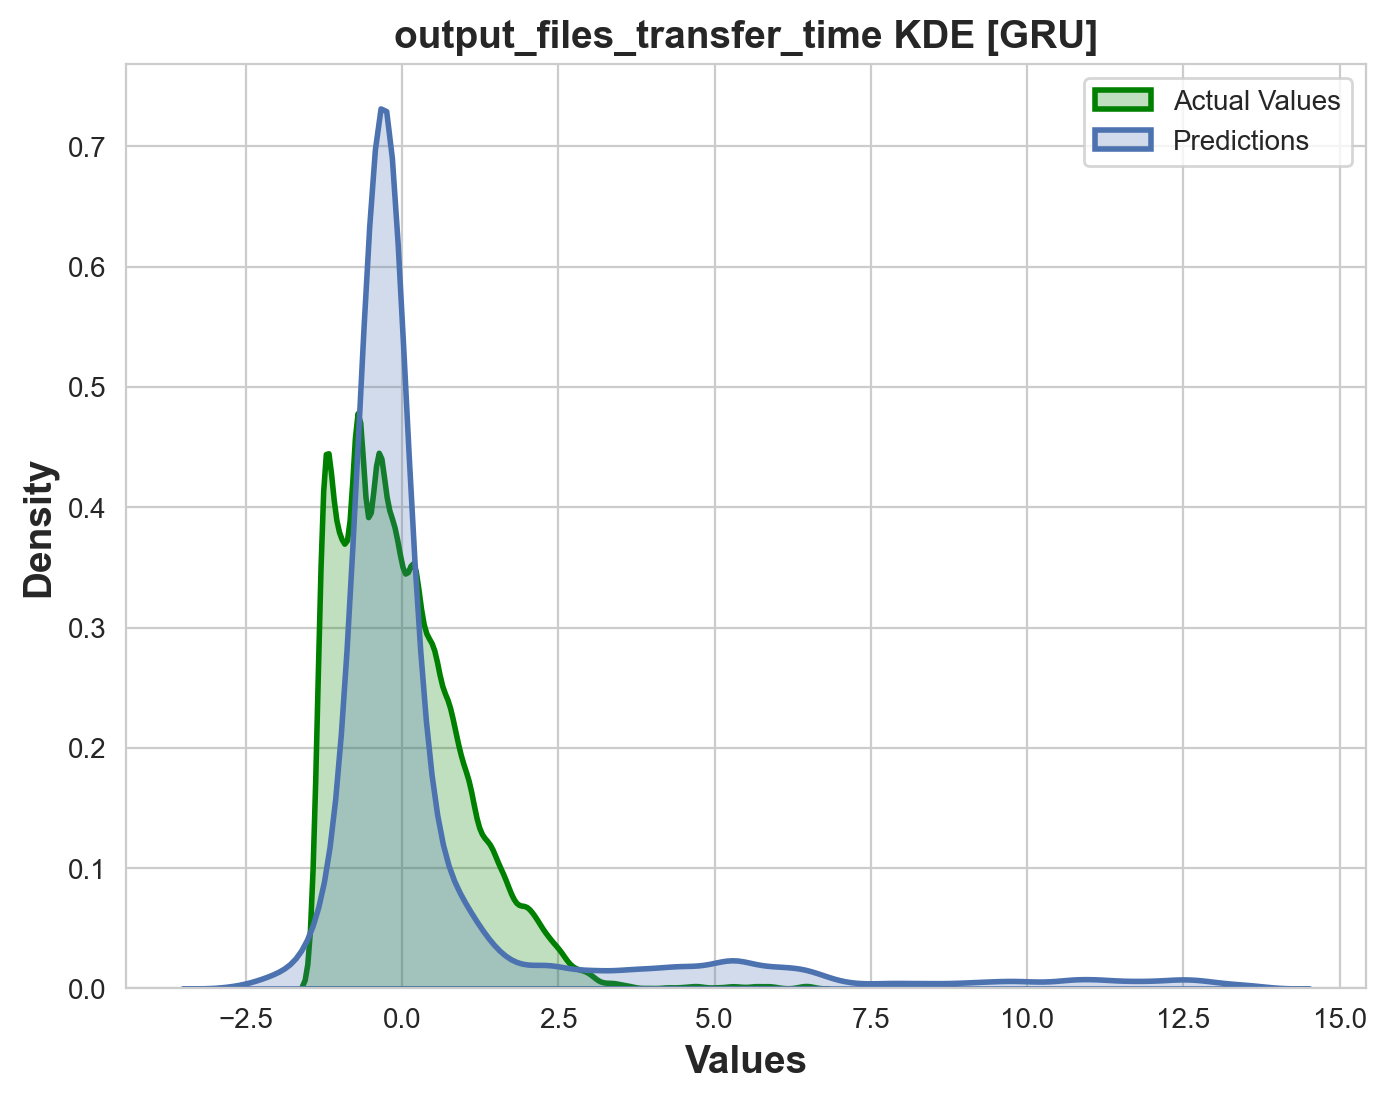 output_files_transfer_time KDE [GRU]
Actual Values
Predictions
Density
0.7
0.6
0.5
0.4
0.3
0.2
0.1
0.0
−2.5 0.0 2.5 5.0 7.5 10.0 12.5 15.0
Values